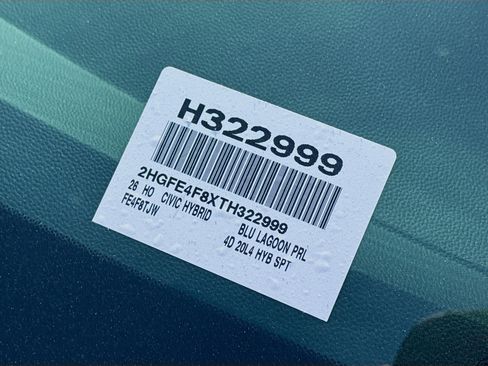 H322999
2HGFE4F8XTH322999
26 HO CIVIC HYBRID BLU LAGOON PRL
FE4F8TJW 4D 20L4 HYB SPT